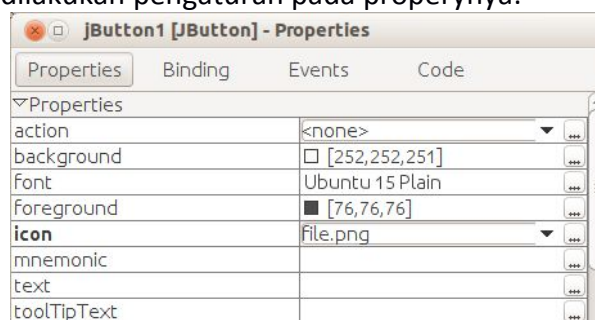 dilakukan pengaturan pada properynya:
jButton1 [JButton] - Properties
Properties Binding Events Code
Properties
action <none> ...
background [252,252,251] ...
font Ubuntu 15 Plain ...
foreground [76,76,76] ...
icon file.png ...
mnemonic ...
text ...
toolTipText ...